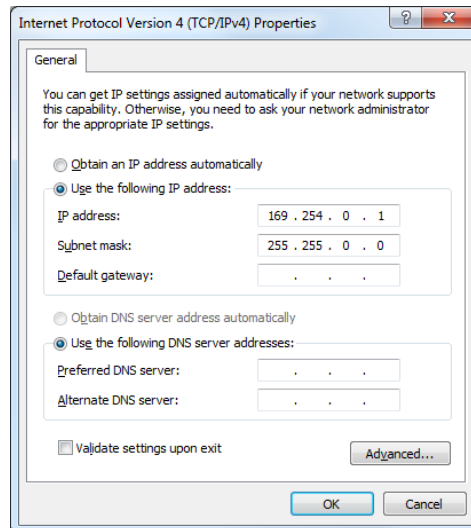 Internet Protocol Version 4 (TCP/IPv4) Properties
General
You can get IP settings assigned automatically if your network supports
this capability. Otherwise, you need to ask your network administrator
for the appropriate IP settings.
Obtain an IP address automatically
Use the following IP address:
IP address: 169 . 254 . 0 . 1
Subnet mask: 255 . 255 . 0 . 0
Default gateway: . . .
Obtain DNS server address automatically
Use the following DNS server addresses:
Preferred DNS server: . . .
Alternate DNS server: . . .
Validate settings upon exit
Advanced...
OK Cancel